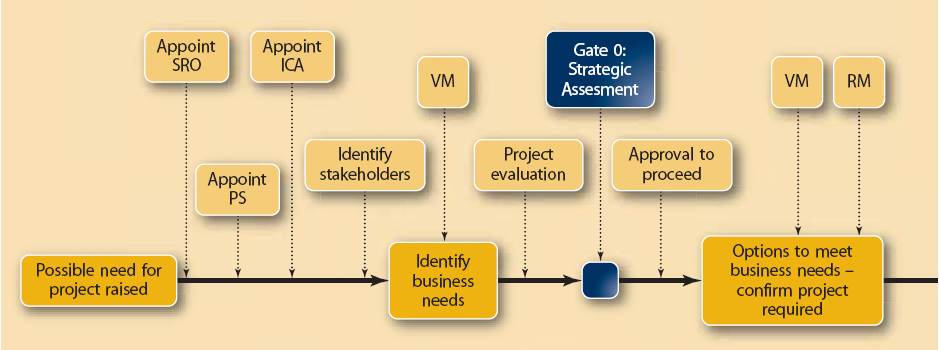 Appoint
SRO
Appoint
ICA
VM
Gate 0:
Strategic
Assesment
VM
RM
Appoint
PS
Identify
stakeholders
Project
evaluation
Approval to
proceed
Possible need for
project raised
Identify
business
needs
Options to meet
business needs –
confirm project
required